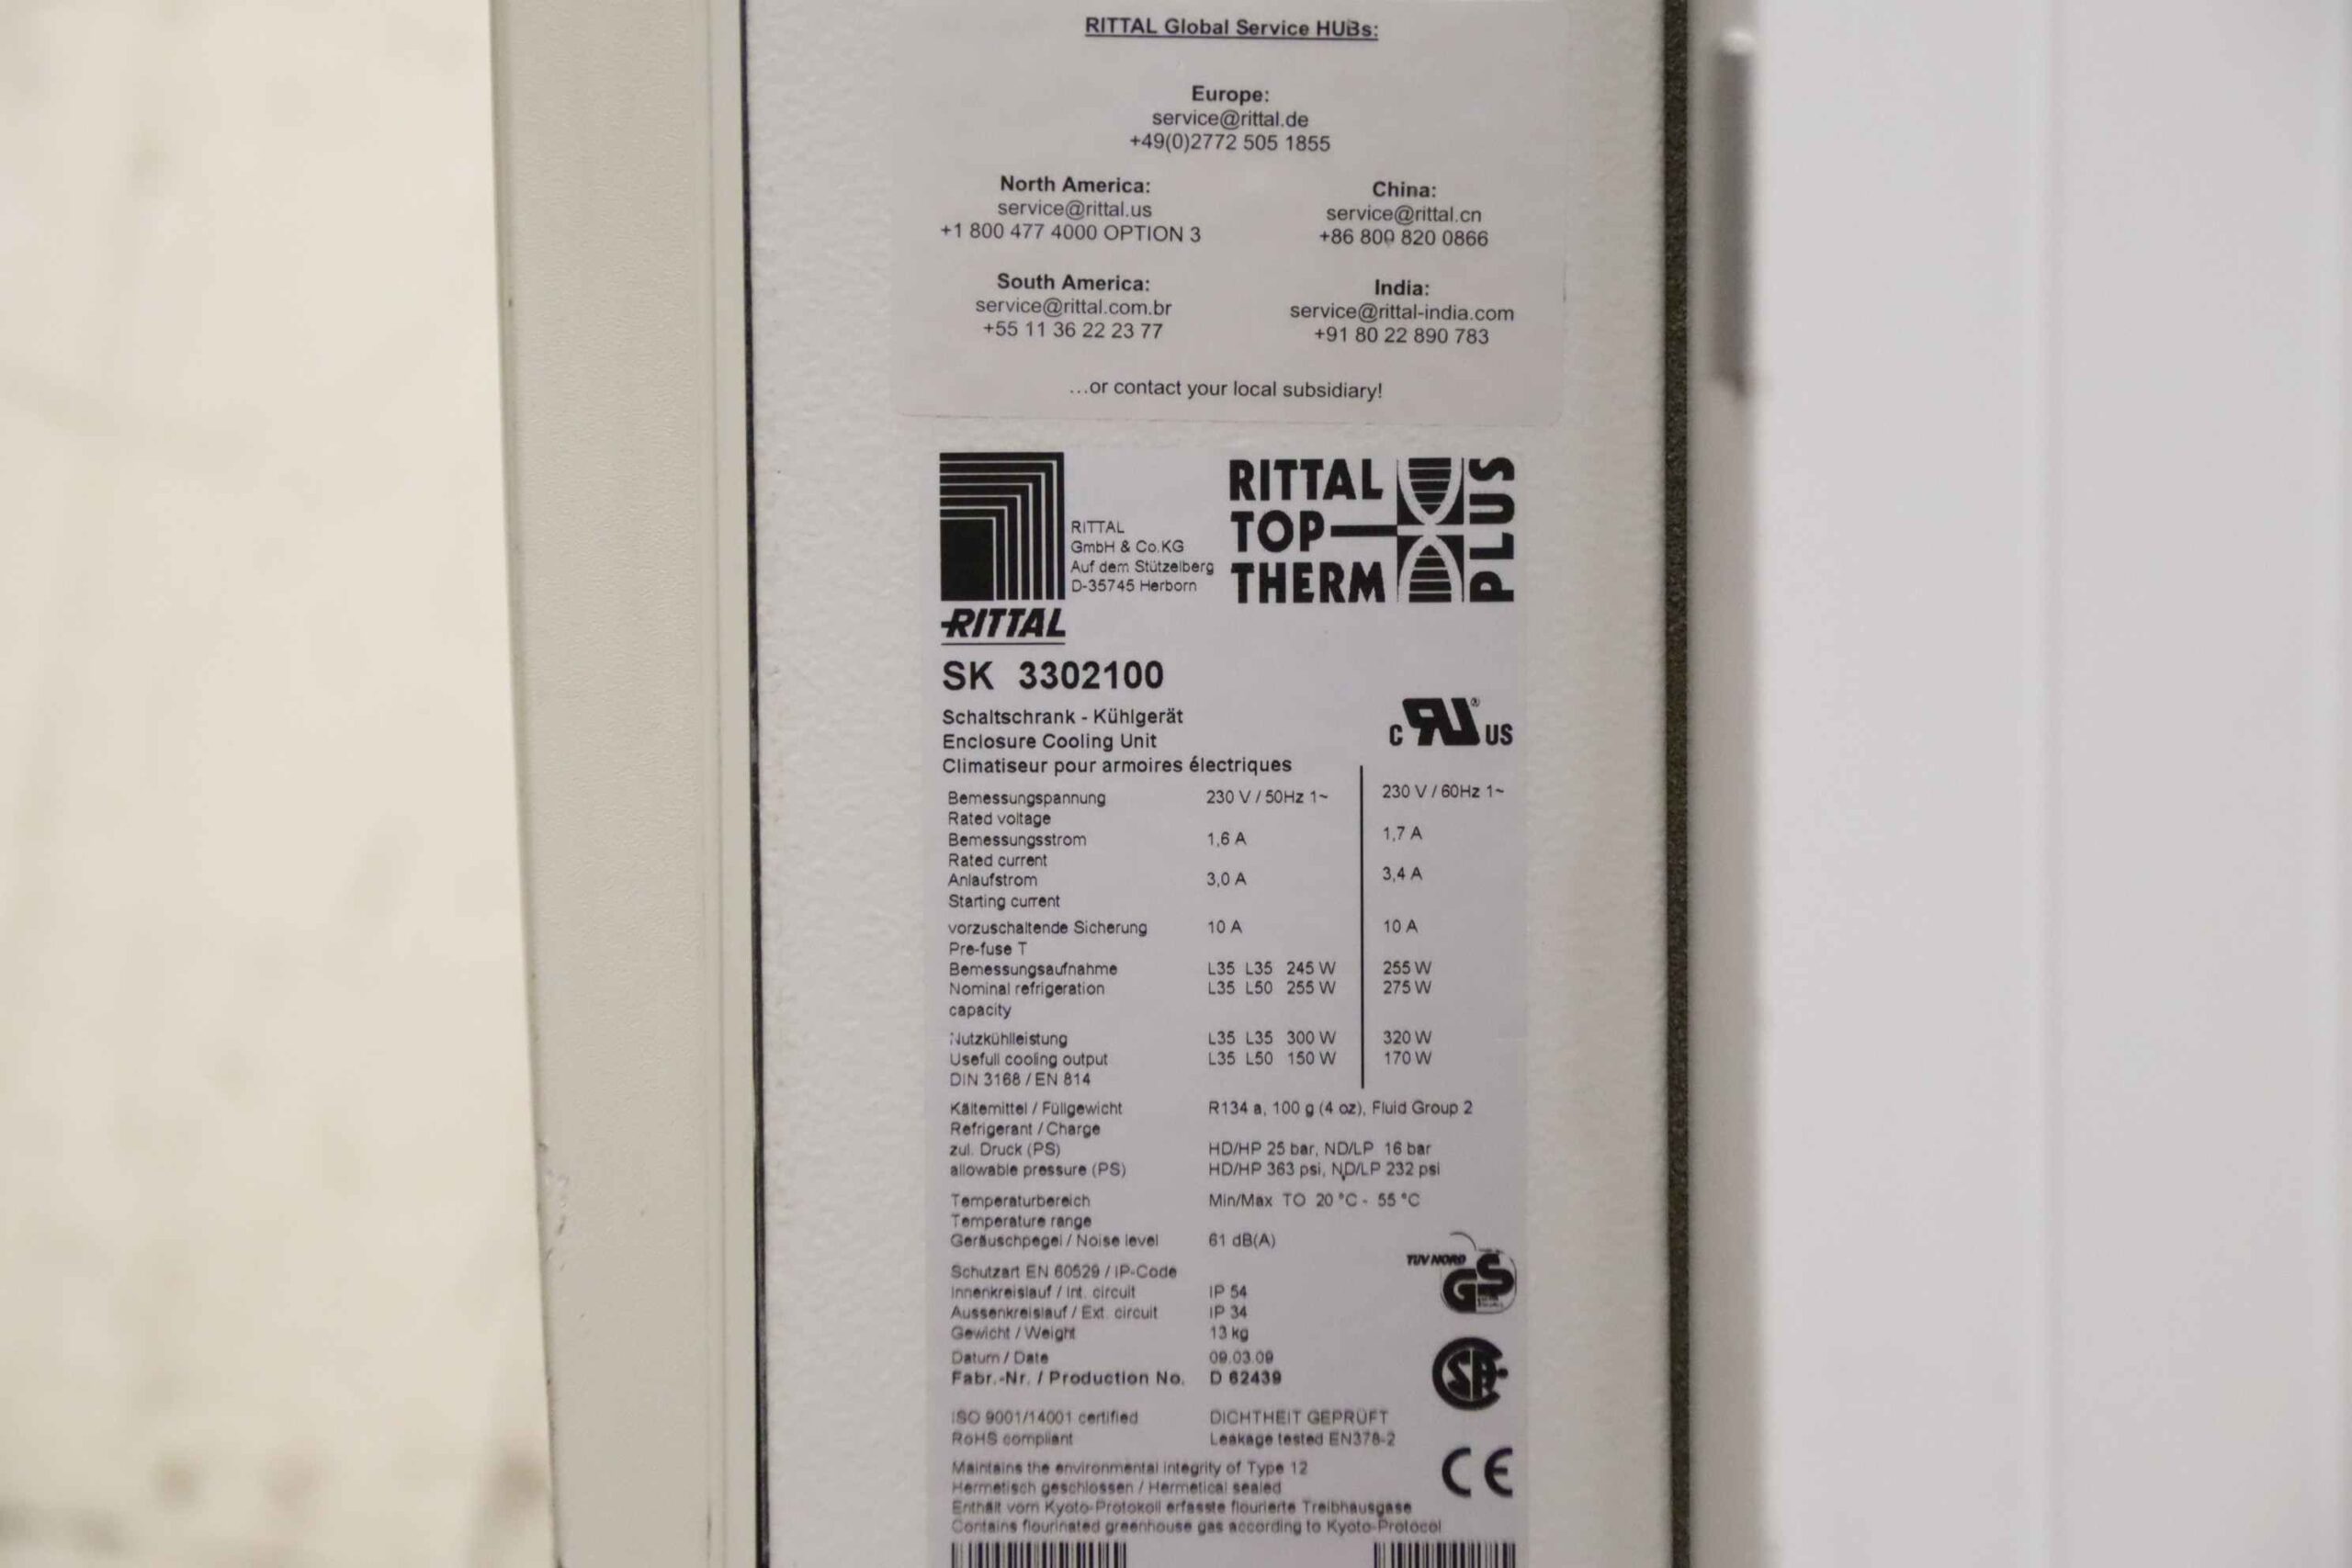 RITTAL Global Service HUBs:
Europe:
service@rittal.de
+49(0)2772 505 1855
North America:
service@rittal.us
+1 800 477 4000 OPTION 3
China:
service@rittal.cn
+86 800 820 0866
South America:
service@rittal.com.br
+55 11 36 22 23 77
India:
service@rittal-india.com
+91 80 22 890 783
...or contact your local subsidiary!
RITTAL
GmbH & Co.KG
Auf dem Stützelberg
D-35745 Herborn
RITTAL
RITTAL
TOP
THERM
PLUS
SK 3302100
Schaltschrank - Kühlgerät
Enclosure Cooling Unit
Climatiseur pour armoires électriques
C RU ® US
Bemessungspannung 230 V / 50Hz 1~ 230 V / 60Hz 1~
Rated voltage
Bemessungsstrom 1,6 A 1,7 A
Rated current
Anlaufstrom 3,0 A 3,4 A
Starting current
vorzuschaltende Sicherung 10 A 10 A
Pre-fuse T
Bemessungsaufnahme L35 L35 245 W 255 W
Nominal refrigeration L35 L50 255 W 275 W
capacity
Nutzkühlleistung L35 L35 300 W 320 W
Usefull cooling output L35 L50 150 W 170 W
DIN 3168 / EN 814
Kältemittel / Füllgewicht R134 a, 100 g (4 oz), Fluid Group 2
Refrigerant / Charge
zul. Druck (PS) HD/HP 25 bar, ND/LP 16 bar
allowable pressure (PS) HD/HP 363 psi, ND/LP 232 psi
Temperaturbereich Min/Max TO 20 °C - 55 °C
Temperature range
Geräuschpegel / Noise level 61 dB(A)
Schutzart EN 60529 / IP-Code
Innenkreislauf / Int. circuit IP 54
Aussenkreislauf / Ext. circuit IP 34
Gewicht / Weight 13 kg
Datum / Date 09.03.09
Fabr.-Nr. / Production No. D 62439
TUV NORD
GS
SA
ISO 9001/14001 certified DICHTHEIT GEPRÜFT
RoHS compliant Leakage tested EN378-2
CE
Maintains the environmental integrity of Type 12
Hermetisch geschlossen / Hermetical sealed
Enthält vom Kyoto-Protokoll erfasste flourierte Treibhausgase
Contains flourinated greenhouse gas according to Kyoto-Protocol